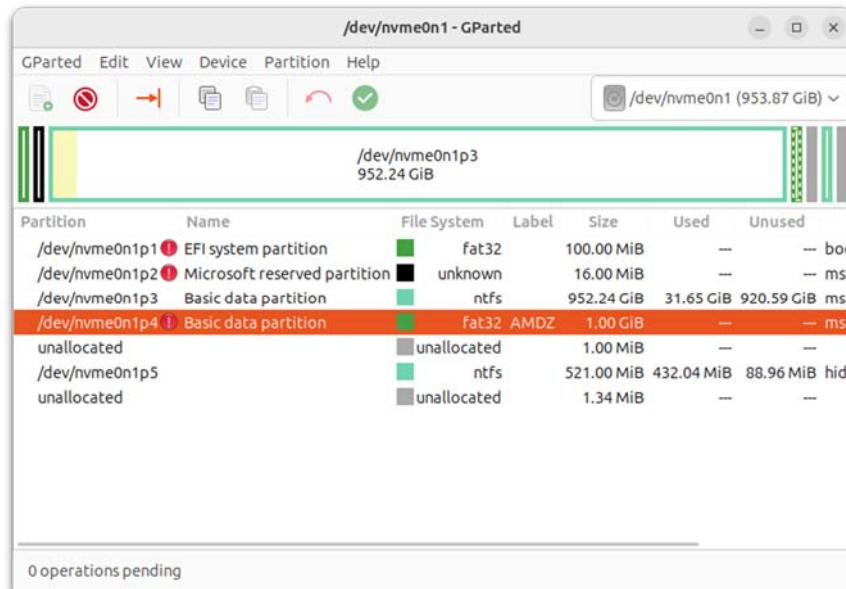 /dev/nvme0n1 - GParted
GParted Edit View Device Partition Help
/dev/nvme0n1 (953.87 GiB)
/dev/nvme0n1p3
952.24 GiB
Partition Name File System Label Size Used Unused
/dev/nvme0n1p1 EFI system partition fat32 100.00 MiB --- --- boo
/dev/nvme0n1p2 Microsoft reserved partition unknown 16.00 MiB --- --- ms
/dev/nvme0n1p3 Basic data partition ntfs 952.24 GiB 31.65 GiB 920.59 GiB ms
/dev/nvme0n1p4 Basic data partition fat32 AMDZ 1.00 GiB --- --- ms
unallocated unallocated 1.00 MiB --- ---
/dev/nvme0n1p5 ntfs 521.00 MiB 432.04 MiB 88.96 MiB hid
unallocated unallocated 1.34 MiB --- ---
0 operations pending